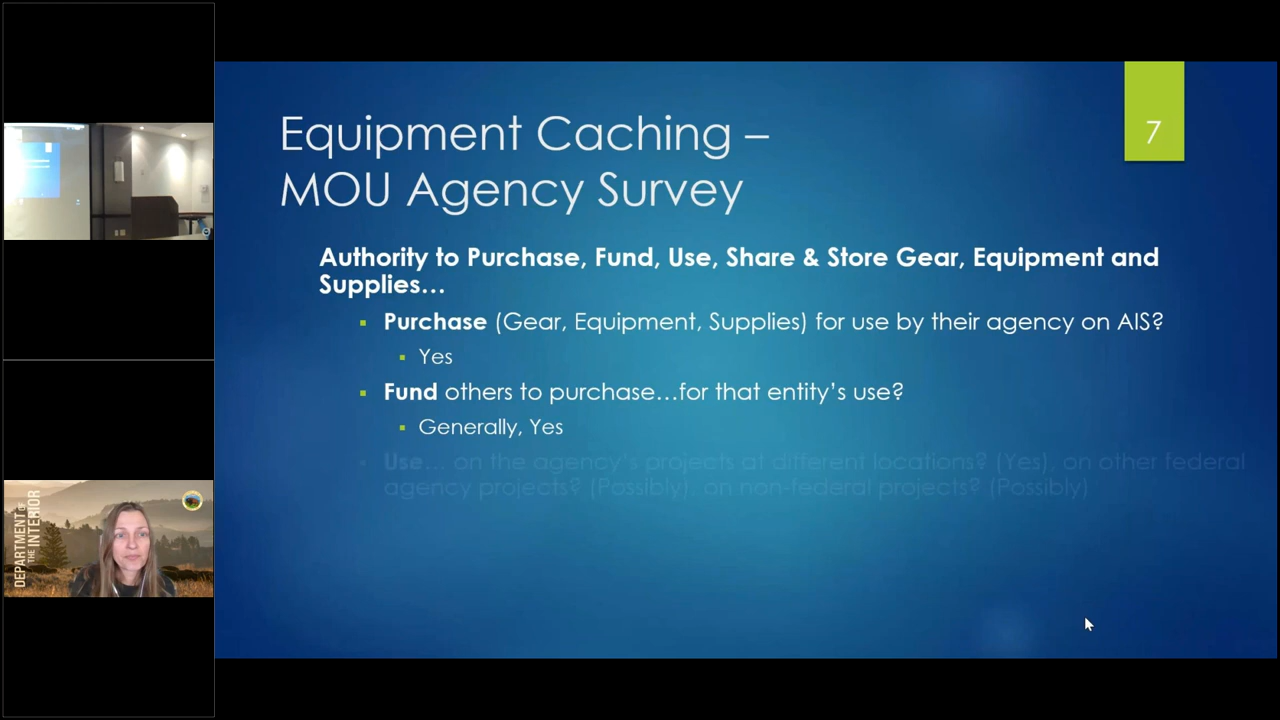 Equipment Caching –
MOU Agency Survey
7
Authority to Purchase, Fund, Use, Share & Store Gear, Equipment and
Supplies…
Purchase (Gear, Equipment, Supplies) for use by their agency on AIS?
Yes
Fund others to purchase…for that entity’s use?
Generally, Yes
Use… on the agency’s projects at different locations? (Yes), on other federal
agency projects? (Possibly), on non-federal projects? (Possibly)
DEPARTMENT OF
THE INTERIOR